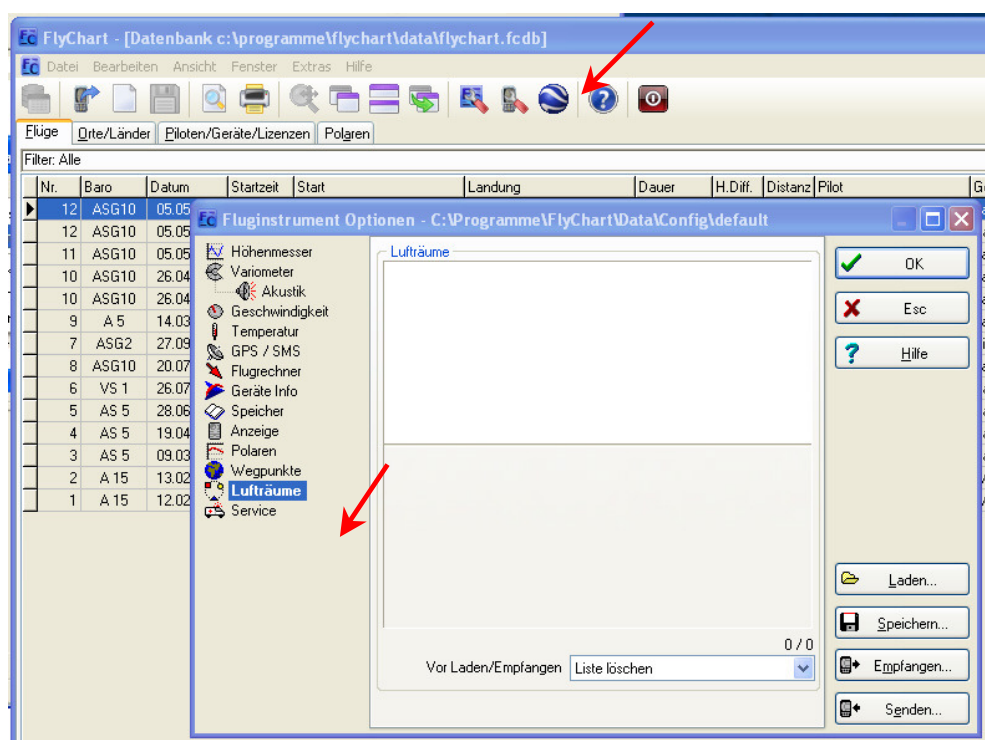 FlyChart - [Datenbank c:\programme\flychart\data\flychart.fcdb]
Datei Bearbeiten Ansicht Fenster Extras Hilfe
Flüge Orte/Länder Piloten/Geräte/Lizenzen Polaren
Filter: Alle
Nr. Baro Datum Startzeit Start Landung Dauer H.Diff. Distanz Pilot
12 ASG10 05.05
12 ASG10 05.05
11 ASG10 05.05
10 ASG10 26.04
10 ASG10 26.04
9 A 5 14.03
7 ASG2 27.09
8 ASG10 20.07
6 VS 1 26.07
5 AS 5 28.06
4 AS 5 19.04
3 AS 5 09.03
2 A 15 13.02
1 A 15 12.02
Fluginstrument Optionen - C:\Programme\FlyChart\Data\Config\default
Höhenmesser
Variometer
Akustik
Geschwindigkeit
Temperatur
GPS / SMS
Flugrechner
Geräte Info
Speicher
Anzeige
Polaren
Wegpunkte
Lufträume
Service
Lufträume
0 / 0
Vor Laden/Empfangen Liste löschen
OK
Esc
Hilfe
Laden...
Speichern...
Empfangen...
Senden...